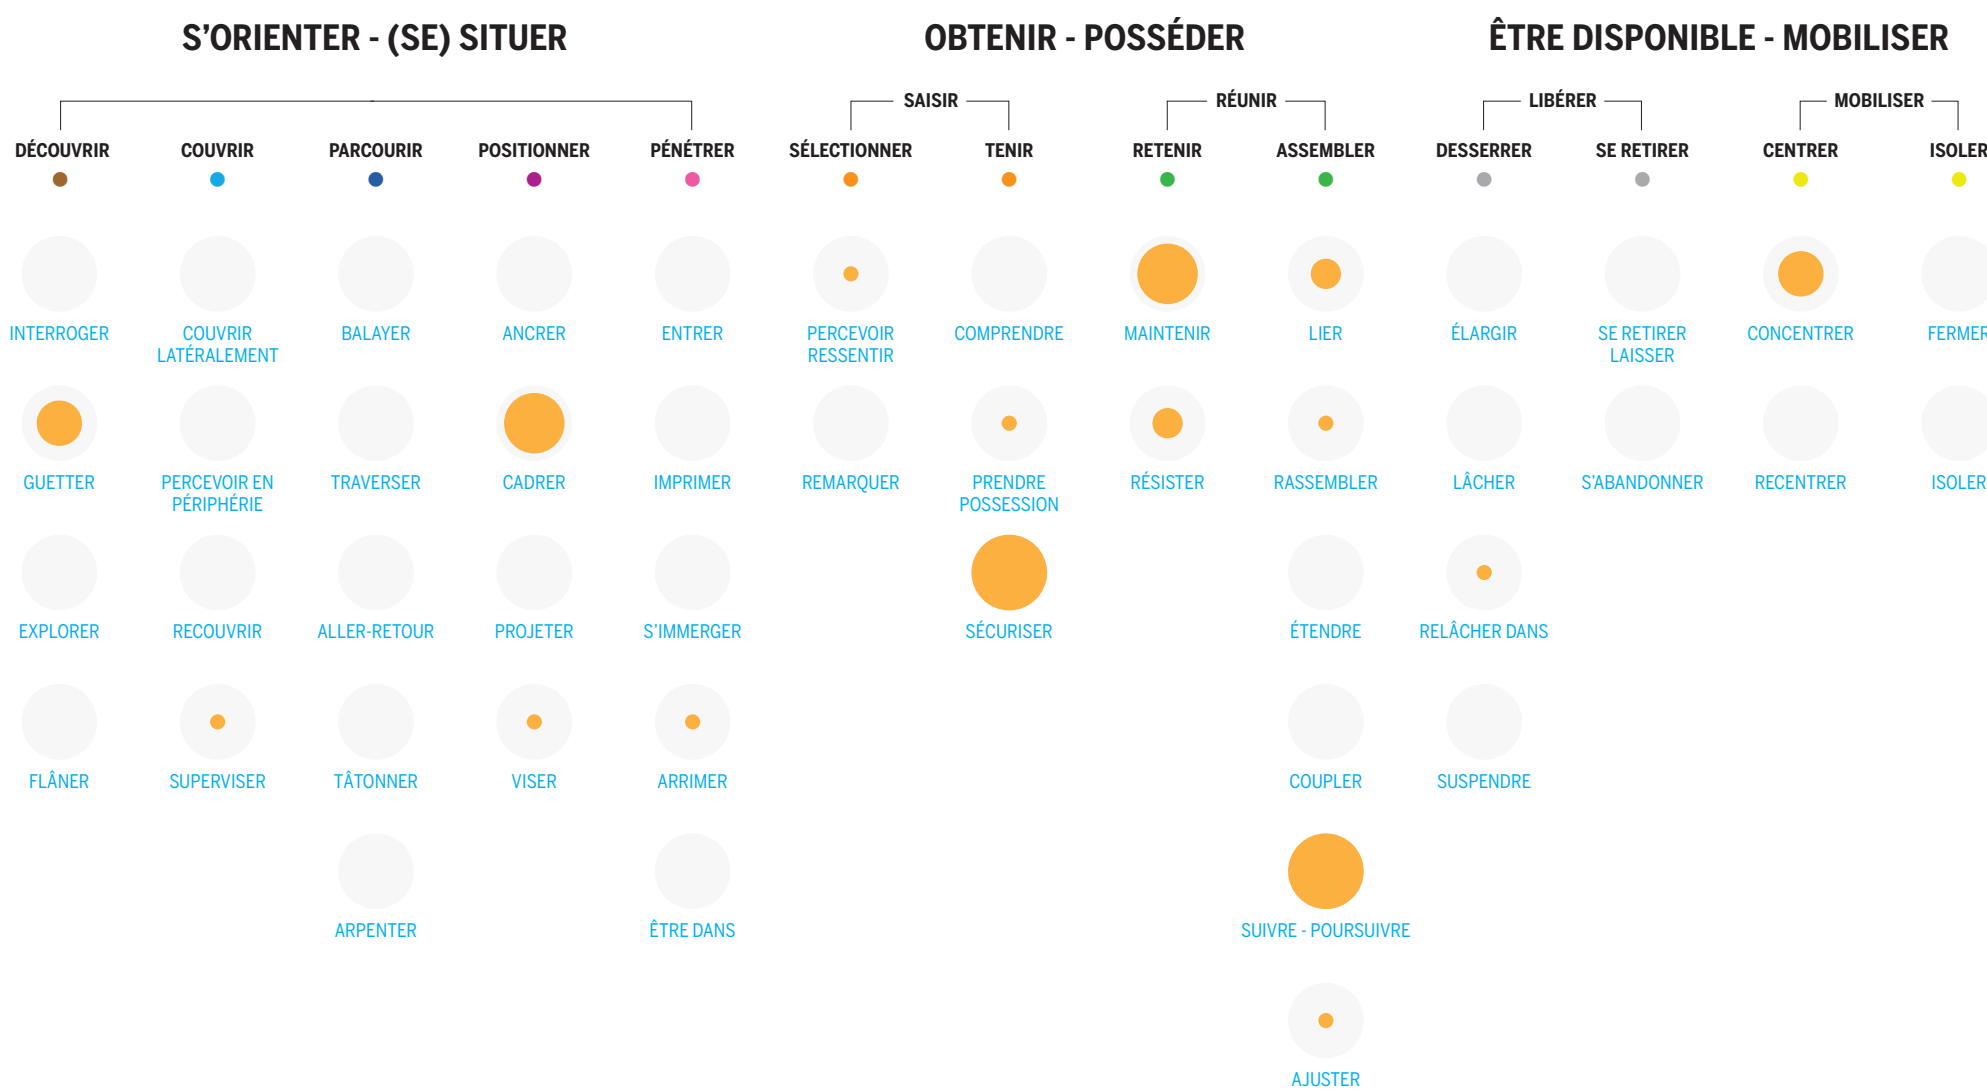 S'ORIENTER - (SE) SITUER
OBTENIR - POSSÉDER
ÊTRE DISPONIBLE - MOBILISER
SAISIR
RÉUNIR
LIBÉRER
MOBILISER
DÉCOUVRIR
COUVRIR
PARCOURIR
POSITIONNER
PÉNÉTRER
SÉLECTIONNER
TENIR
RETENIR
ASSEMBLER
DESSERRER
SE RETIRER
CENTRER
ISOLER
INTERROGER
COUVRIR
LATÉRALEMENT
BALAYER
ANCRER
ENTRER
PERCEVOIR
RESSENTIR
COMPRENDRE
MAINTENIR
LIER
ÉLARGIR
SE RETIRER
LAISSER
CONCENTRER
FERMER
GUETTER
PERCEVOIR EN
PÉRIPHÉRIE
TRAVERSER
CADRER
IMPRIMER
REMARQUER
PRENDRE
POSSESSION
RÉSISTER
RASSEMBLER
LÂCHER
S'ABANDONNER
RECENTRER
ISOLER
EXPLORER
RECOUVRIR
ALLER-RETOUR
PROJETER
S'IMMERGER
SÉCURISER
ÉTENDRE
RELÂCHER DANS
FLÂNER
SUPERVISER
TÂTONNER
VISER
ARRIMER
COUPLER
SUSPENDRE
ARPENTER
ÊTRE DANS
SUIVRE - POURSUIVRE
AJUSTER